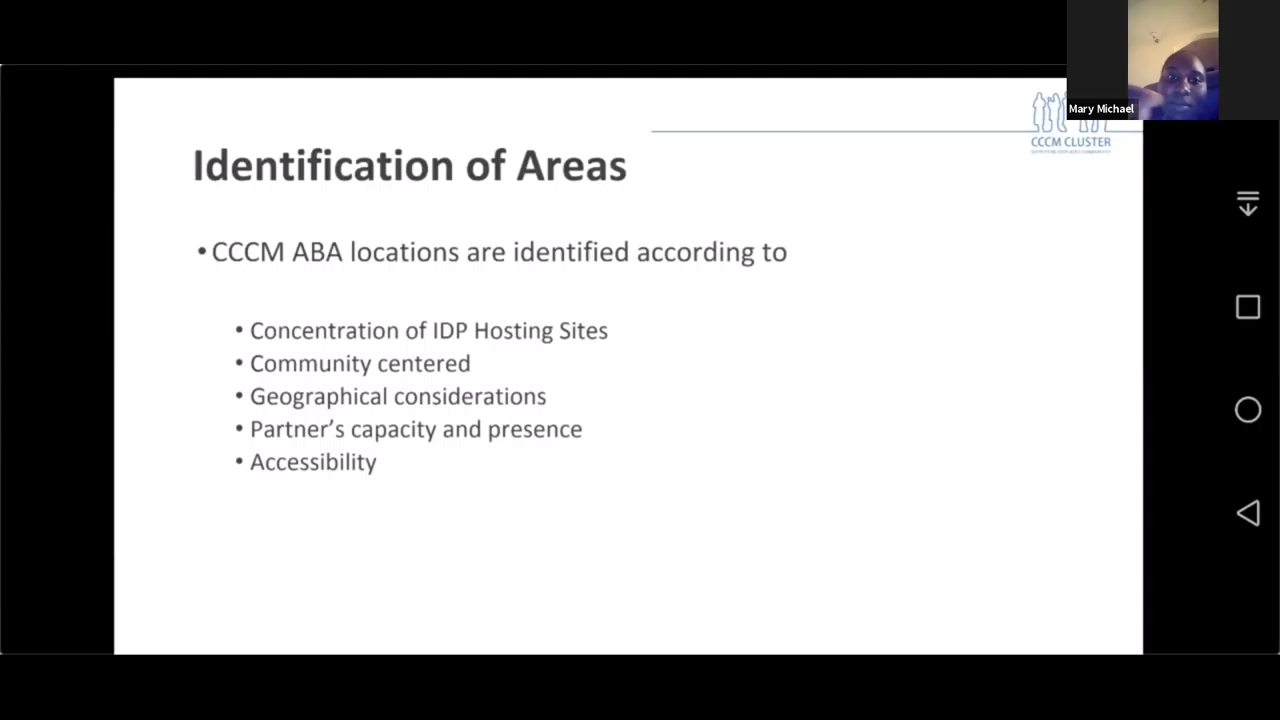 Mary Michael
CCCM CLUSTER
Identification of Areas
• CCCM ABA locations are identified according to
• Concentration of IDP Hosting Sites
• Community centered
• Geographical considerations
• Partner’s capacity and presence
• Accessibility